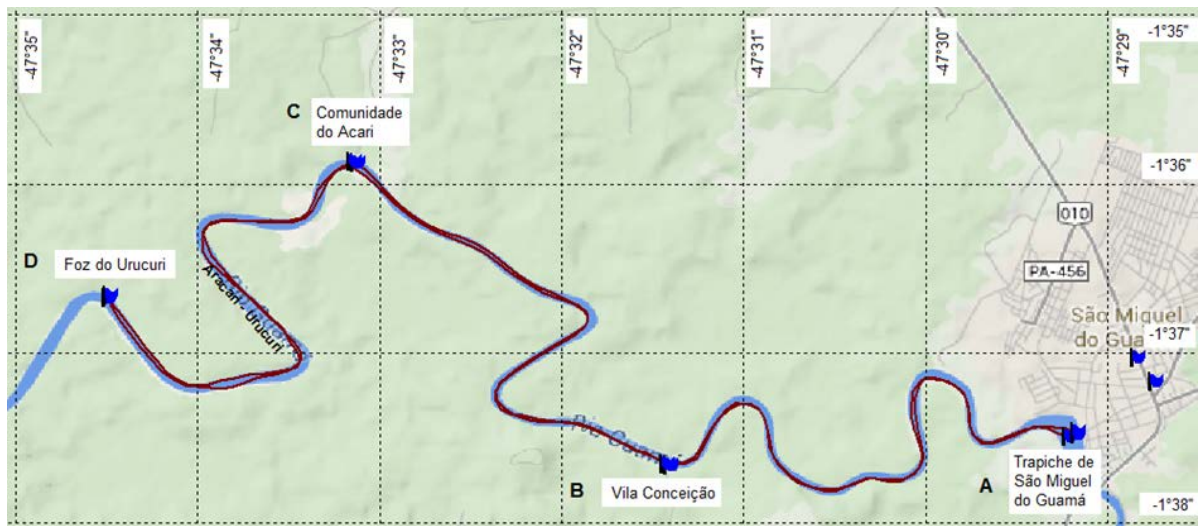 -47°35"
-47°34"
-47°33"
-47°32"
-47°31"
-47°30"
-47°29"
-1°35"
C
Comunidade
do Acari
-1°36"
010
D
Foz do Urucuri
PA-456
Aracari - Urucuri
São Miguel
do Gua
-1°37"
Rio
A
Trapiche de
São Miguel
do Guamá
B
Vila Conceição
-1°38"